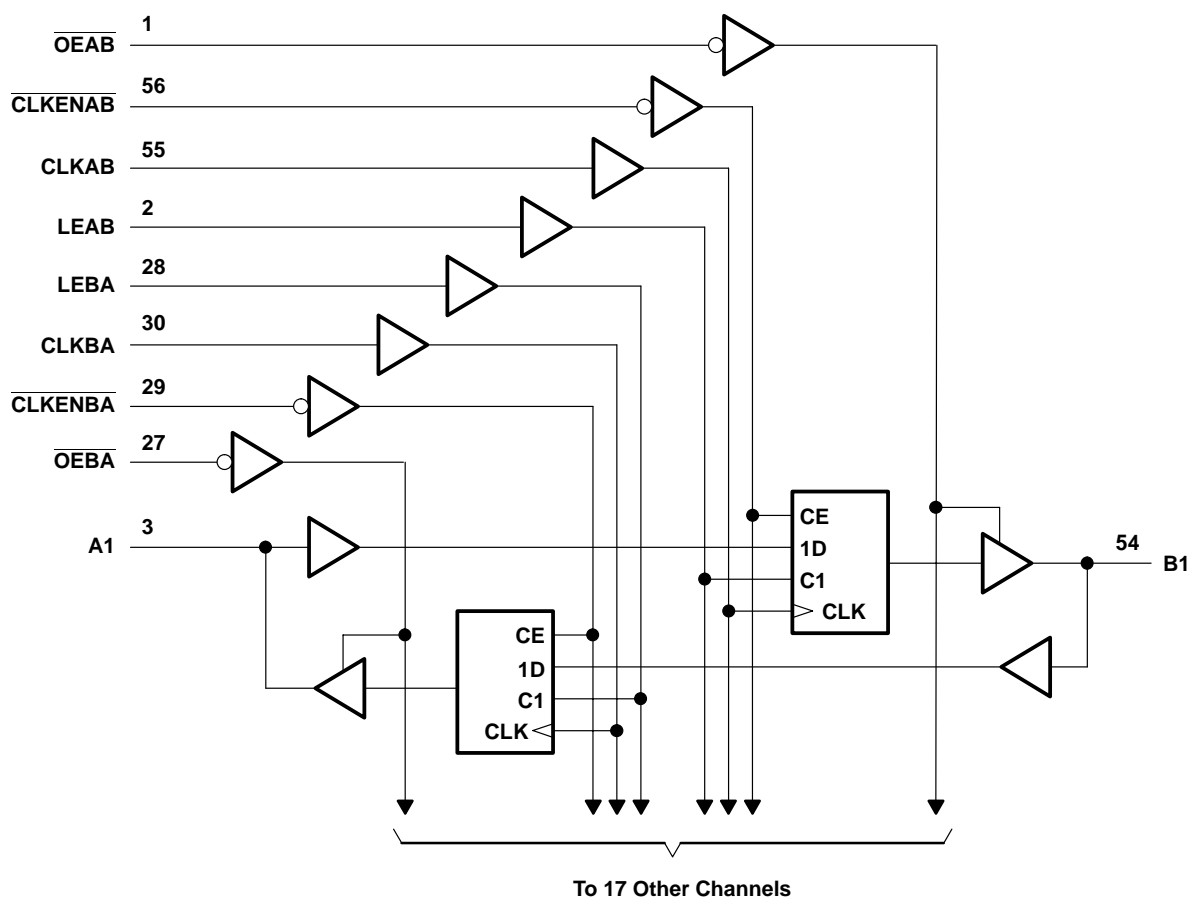 1
OEAB
56
CLKENAB
55
CLKAB
2
LEAB
28
LEBA
30
CLKBA
29
CLKENBA
27
OEBA
3
A1
CE
1D
C1
CLK
54
B1
CE
1D
C1
CLK
To 17 Other Channels